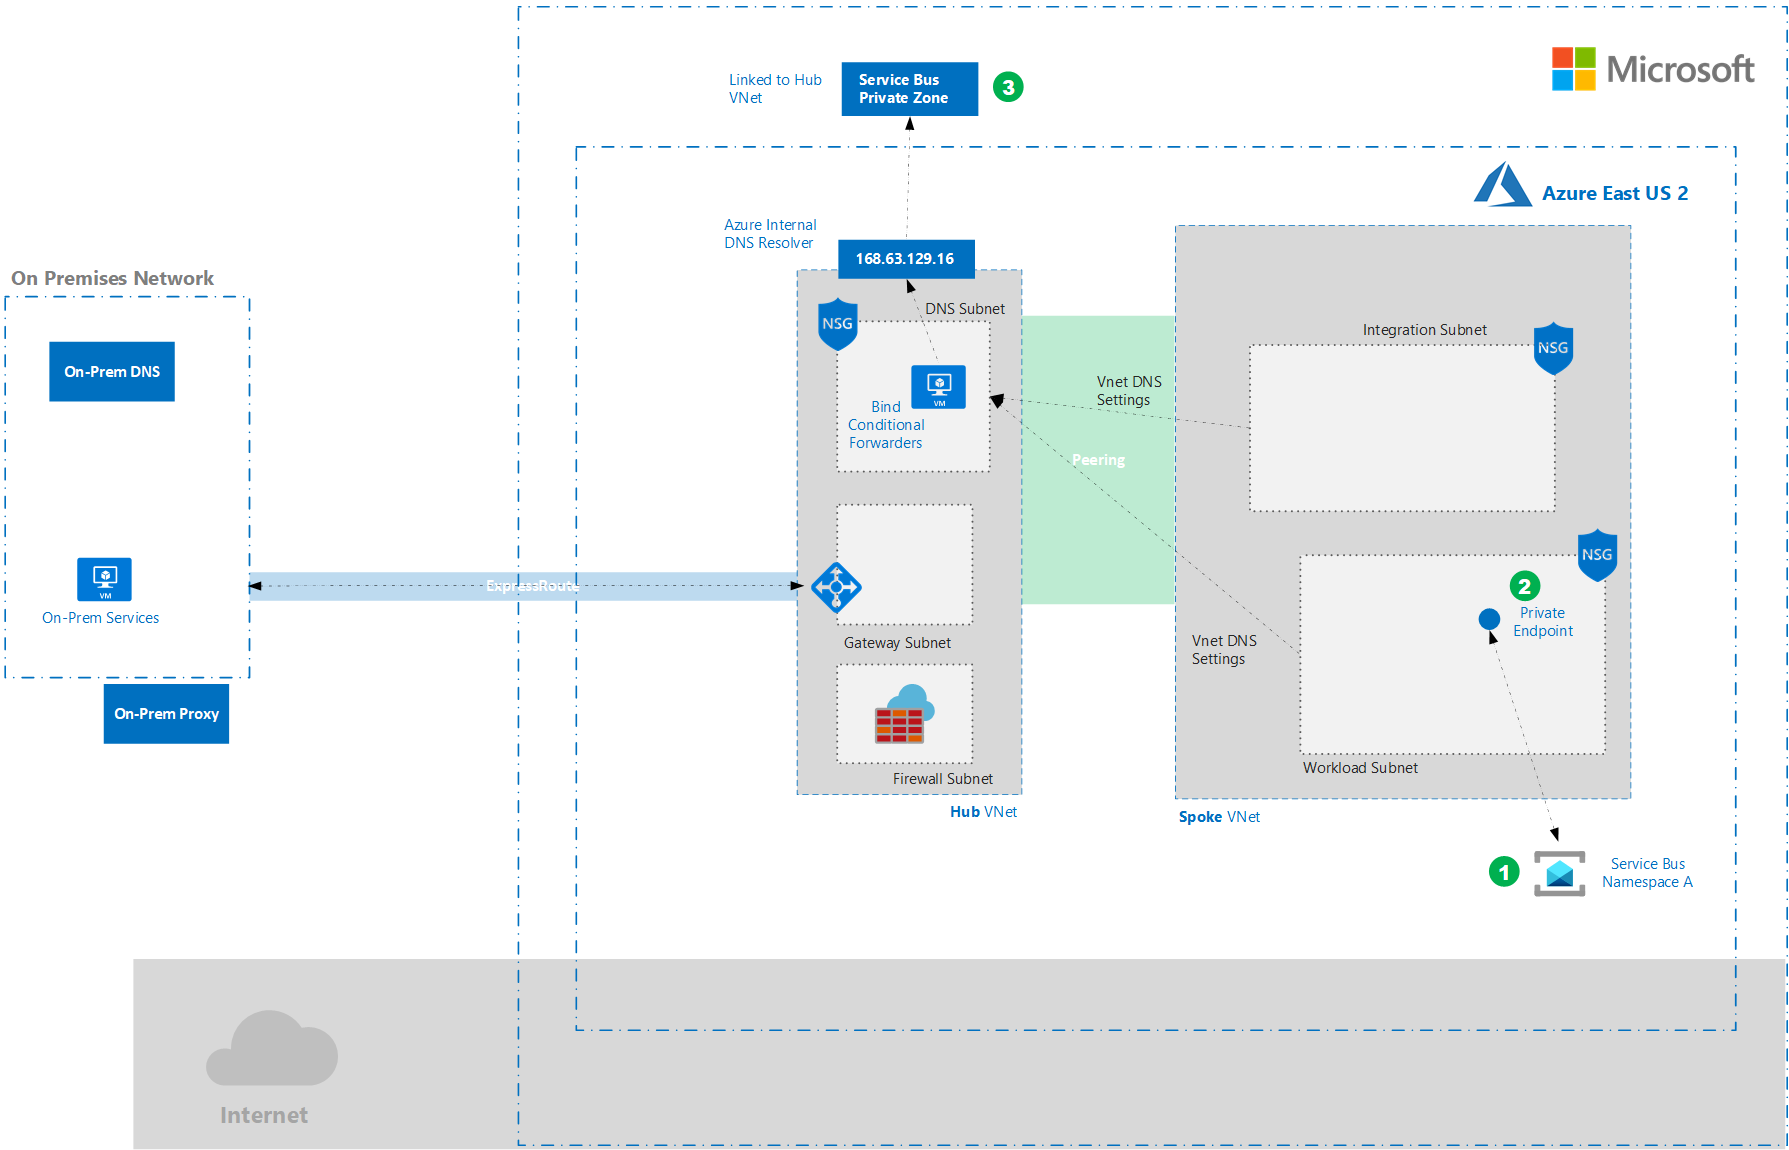 Microsoft
Linked to Hub
VNet
Service Bus
Private Zone
3
Azure East US 2
Azure Internal
DNS Resolver
168.63.129.16
On Premises Network
On-Prem DNS
VM
On-Prem Services
On-Prem Proxy
ExpressRoute
NSG
DNS Subnet
VM
Bind
Conditional
Forwarders
Gateway Subnet
Firewall Subnet
Hub VNet
Peering
Vnet DNS
Settings
Vnet DNS
Settings
Integration Subnet
NSG
NSG
2
Private
Endpoint
Workload Subnet
Spoke VNet
1
Service Bus
Namespace A
Internet